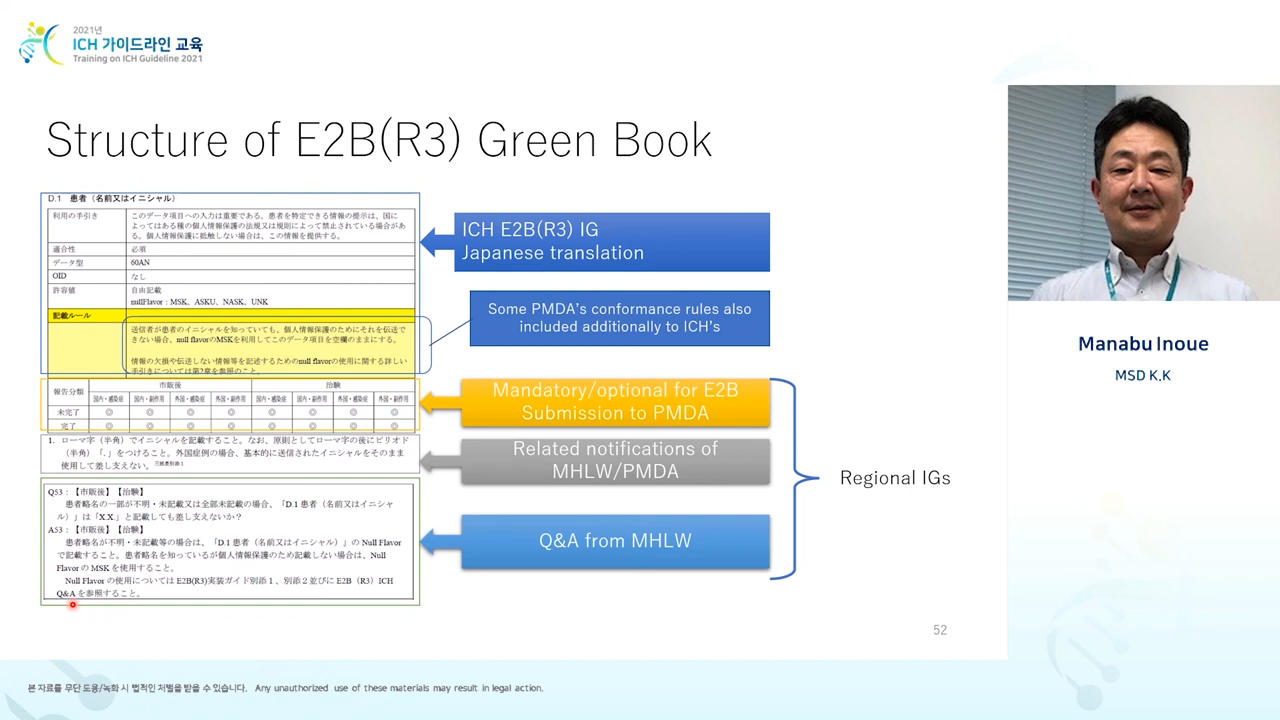 2021년
ICH 가이드라인 교육
Training on ICH Guideline 2021
Structure of E2B(R3) Green Book
D.1 患者（名前又はイニシャル）
利用の手引き
このデータ項目への入力は重要である、患者を特定できる情報の提示は、国に
よってはある種の個人情報保護の法規又は規則によって禁止されている場合があ
る。個人情報保護に抵触しない場合は、この情報を提供する。
適合性 必須
データ型 60AN
OID なし
許容値 自由記載
nullFlavor：MSK、ASKU、NASK、UNK
記載ルール
送信者が患者のイニシャルを知っていても、個人情報保護のためにそれを伝送で
きない場合、null flavorのMSKを利用してこのデータ項目を空欄のままにする。
情報の欠損や伝送しない情報等を記述するためのnull flavorの使用に関する詳しい
手引きについては第2章を参照のこと。
報告分類 市販後 治験
国内・感染症 国内・副作用 外国・感染症 外国・副作用 国内・感染症 国内・副作用 外国・感染症 外国・副作用
未完了 ◎ ◎ ◎ ◎ ◎ ◎ ◎ ◎
完了 ◎ ◎ ◎ ◎ ◎ ◎ ◎ ◎
1. ローマ字（半角）でイニシャルを記載すること。なお、原則としてローマ字の後にピリオド
（半角）「.」をつけること。外国症例の場合、基本的に送信されたイニシャルをそのまま
使用して差し支えない。
Q53：【市販後】【治験】
患者略名の一部が不明・未記載又は全部未記載の場合、「D.1 患者（名前又はイニシャ
ル）」は「X.X.」と記載しても差し支えないか？
A53：【市販後】【治験】
患者略名が不明・未記載等の場合は、「D.1 患者（名前又はイニシャル）」の Null Flavor
で記載すること。患者略名を知っているが個人情報保護のため記載しない場合は、Null
Flavor の MSK を使用すること。
Null Flavor の使用については E2B(R3)実装ガイド別添１、別添２並びに E2B（R3）ICH
Q&A を参照すること。
ICH E2B(R3) IG
Japanese translation
Some PMDA's conformance rules also
included additionally to ICH's
Mandatory/optional for E2B
Submission to PMDA
Related notifications of
MHLW/PMDA
Q&A from MHLW
Regional IGs
52
Manabu Inoue
MSD K.K
본 자료를 무단 도용/녹화 시 법적인 처벌을 받을 수 있습니다. Any unauthorized use of these materials may result in legal action.